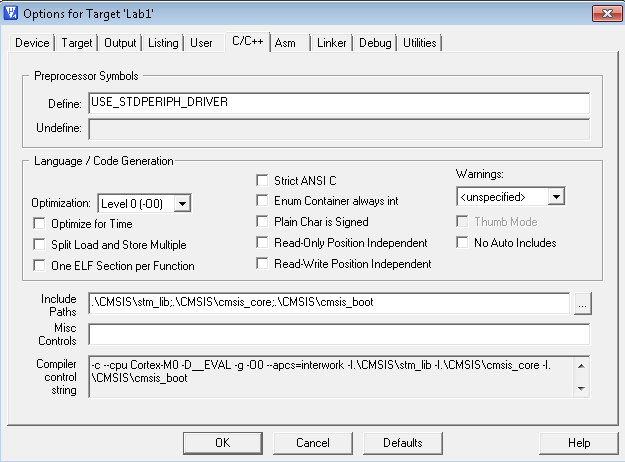 Options for Target 'Lab1'
Device Target Output Listing User C/C++ Asm Linker Debug Utilities
Preprocessor Symbols
Define: USE_STDPERIPH_DRIVER
Undefine:
Language / Code Generation
Optimization: Level 0 (-O0)
Optimize for Time
Split Load and Store Multiple
One ELF Section per Function
Strict ANSI C
Enum Container always int
Plain Char is Signed
Read-Only Position Independent
Read-Write Position Independent
Warnings:
<unspecified>
Thumb Mode
No Auto Includes
Include Paths .\CMSIS\stm_lib;.\CMSIS\cmsis_core;.\CMSIS\cmsis_boot ...
Misc Controls
Compiler control string
-c --cpu Cortex-M0 -D__EVAL -g -O0 --apcs=interwork -I.\CMSIS\stm_lib -I.\CMSIS\cmsis_core -I.
\CMSIS\cmsis_boot
OK Cancel Defaults Help